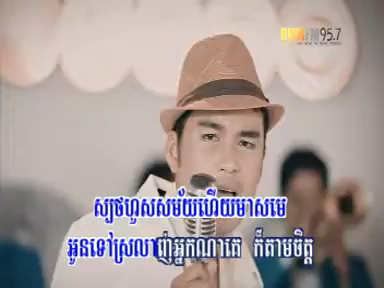 FM 95.7
ស្បថហួសសម័យហើយមាសមេ
អូនទៅស្រលាញ់អ្នកណាគេ ក៏តាមចិត្ត